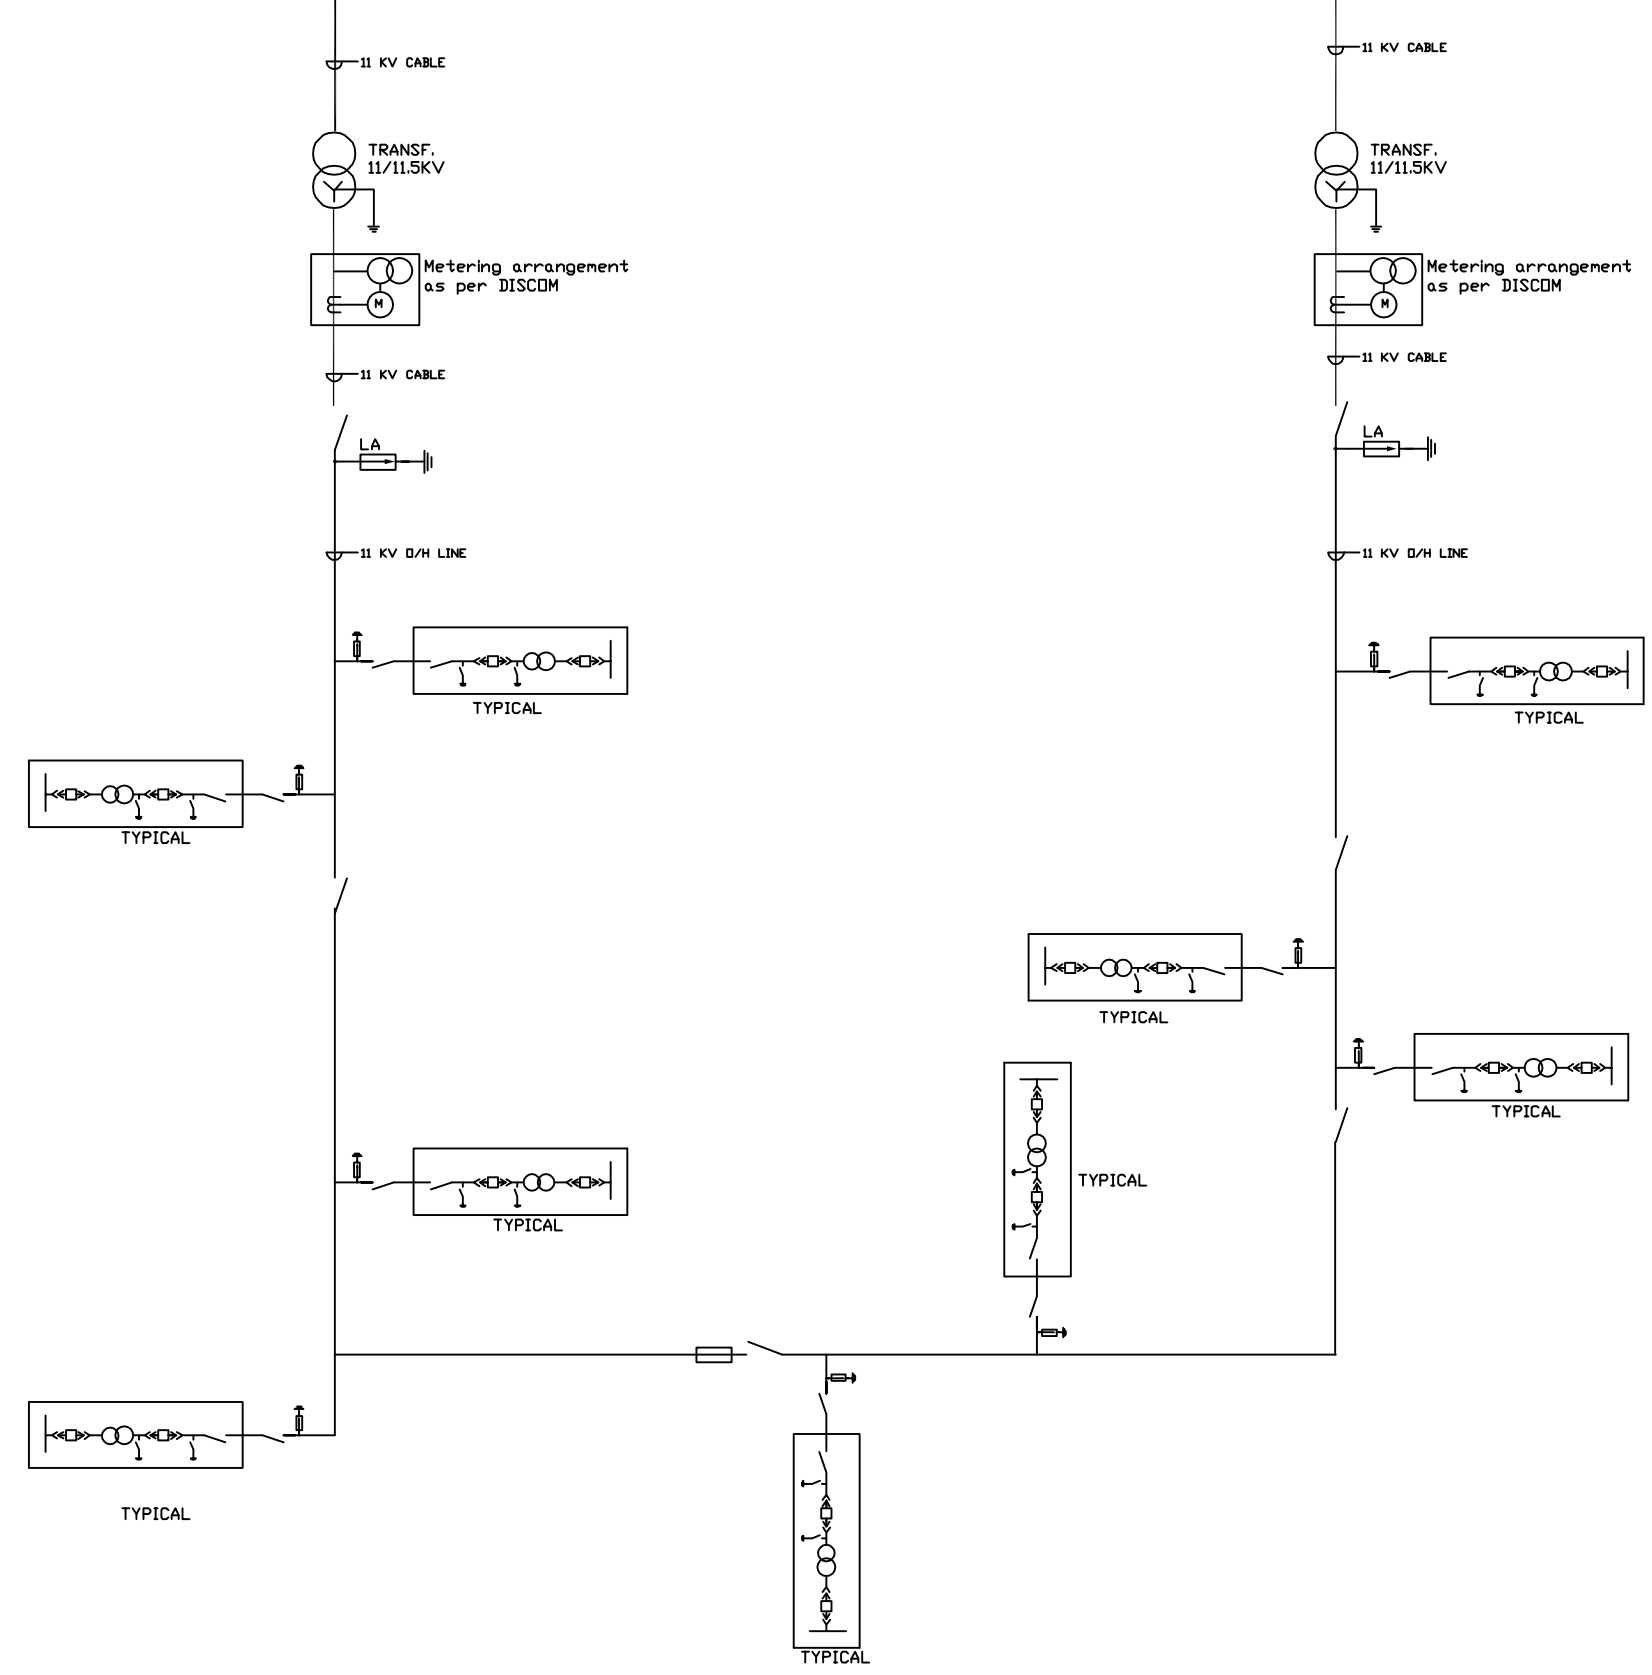 11 KV CABLE
11 KV CABLE
TRANSF.
11/11.5KV
TRANSF.
11/11.5KV
Metering arrangement
as per DISCOM
M
Metering arrangement
as per DISCOM
M
11 KV CABLE
11 KV CABLE
LA
LA
11 KV O/H LINE
11 KV O/H LINE
TYPICAL
TYPICAL
TYPICAL
TYPICAL
TYPICAL
TYPICAL
TYPICAL
TYPICAL
TYPICAL